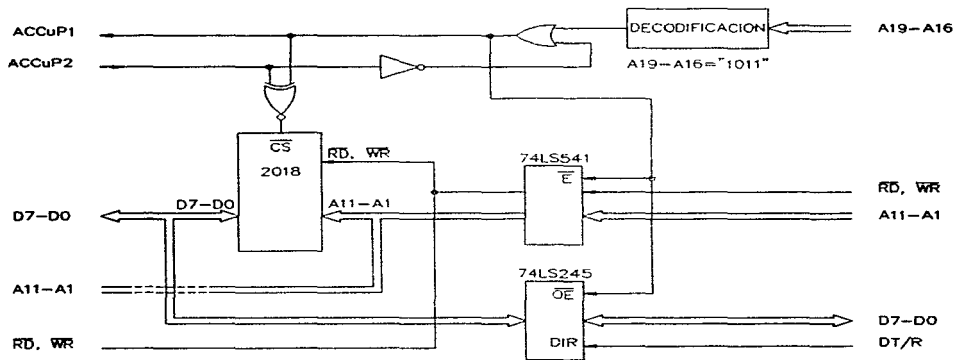 ACCuP1
DECODIFICACION
A19-A16
ACCuP2
A19-A16="1011"
CS
2018
RD, WR
74LS541
E
RD, WR
D7-D0
D7-D0
A11-A1
A11-A1
74LS245
A11-A1
OE
D7-D0
RD, WR
DIR
DT/R